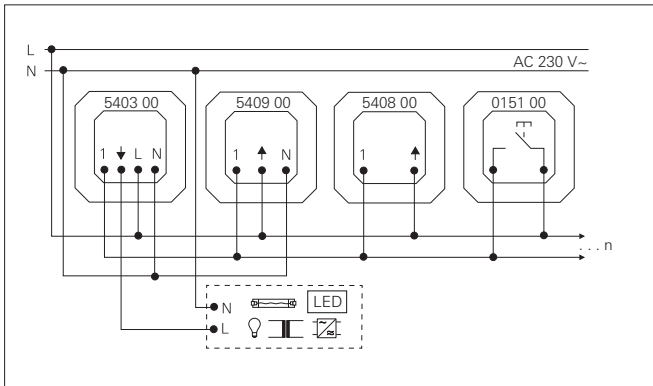 L
N
AC 230 V~
5403 00
5409 00
5408 00
0151 00
1 ↓ L N
1 ↑ N
1 ↑
. . . n
N
LED
L